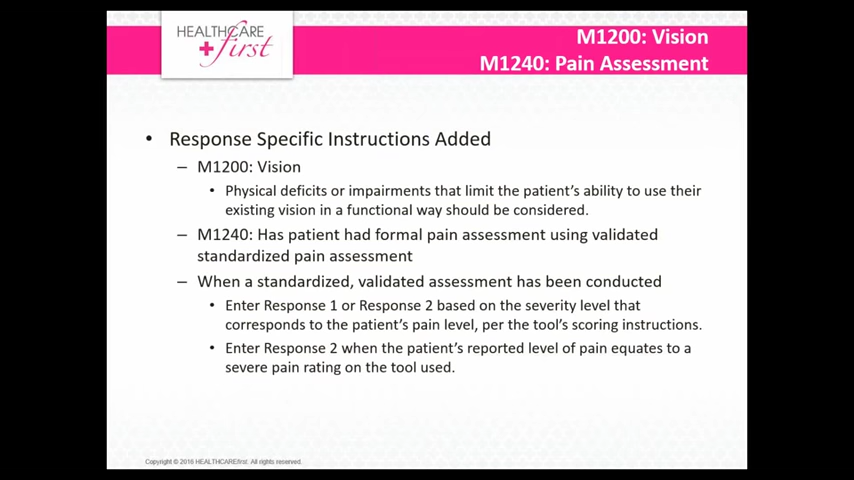 HEALTHCARE
first
M1200: Vision
M1240: Pain Assessment
• Response Specific Instructions Added
– M1200: Vision
• Physical deficits or impairments that limit the patient's ability to use their
existing vision in a functional way should be considered.
– M1240: Has patient had formal pain assessment using validated
standardized pain assessment
– When a standardized, validated assessment has been conducted
• Enter Response 1 or Response 2 based on the severity level that
corresponds to the patient's pain level, per the tool's scoring instructions.
• Enter Response 2 when the patient's reported level of pain equates to a
severe pain rating on the tool used.
Copyright © 2016 HEALTHCAREfirst. All rights reserved.